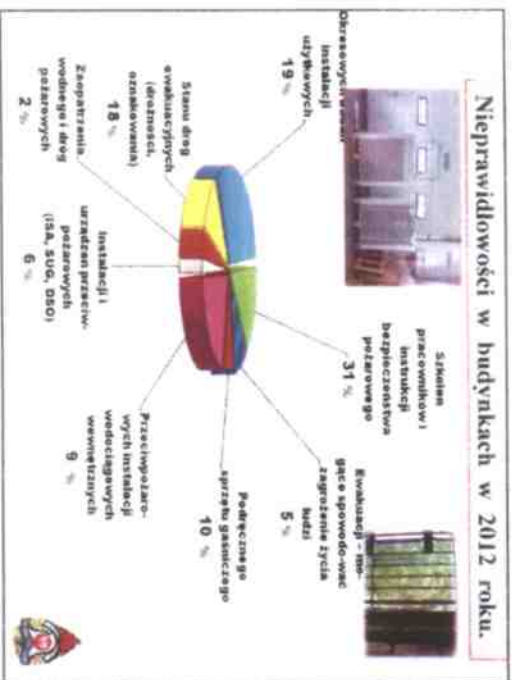 Nieprawidłowości w budynkach w 2012 roku.
Okresowych badań
instalacji
użytkowych
19 %
Szkoleń
pracowników i
instrukcji
bezpieczeństwa
pożarowego
31 %
Ewakuacji – mo-
gące spowodo-wać
zagrożenie życia
ludzi
5 %
Stanu dróg
ewakuacyjnych
(drożności,
oznakowania)
18 %
Podręcznego
sprzętu gaśniczego
10 %
Zaopatrzenia
wodnego i dróg
pożarowych
2 %
Instalacji i
urządzeń przeciw-
pożarowych
(ISA, SUG, DSO)
6 %
Przeciwpożaro-
wych instalacji
wodociągowych
wewnętrznych
9 %